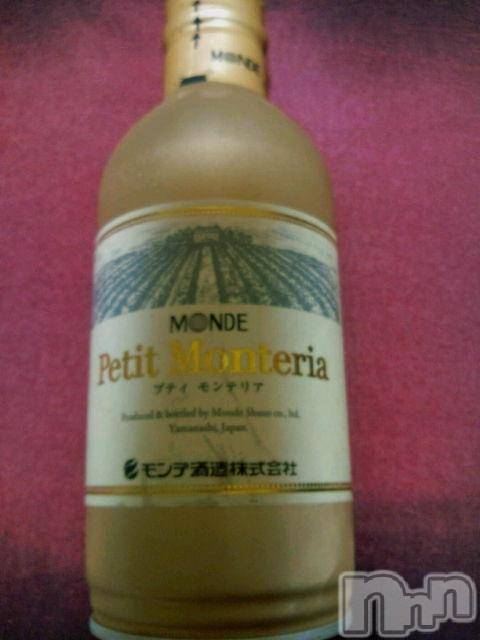 MONDE
MONDE
Petit Monteria
プティ モンテリア
Produced & bottled by Monde Shuzo co., ltd.
Yamanashi, Japan.
モンデ酒造株式会社
nnn